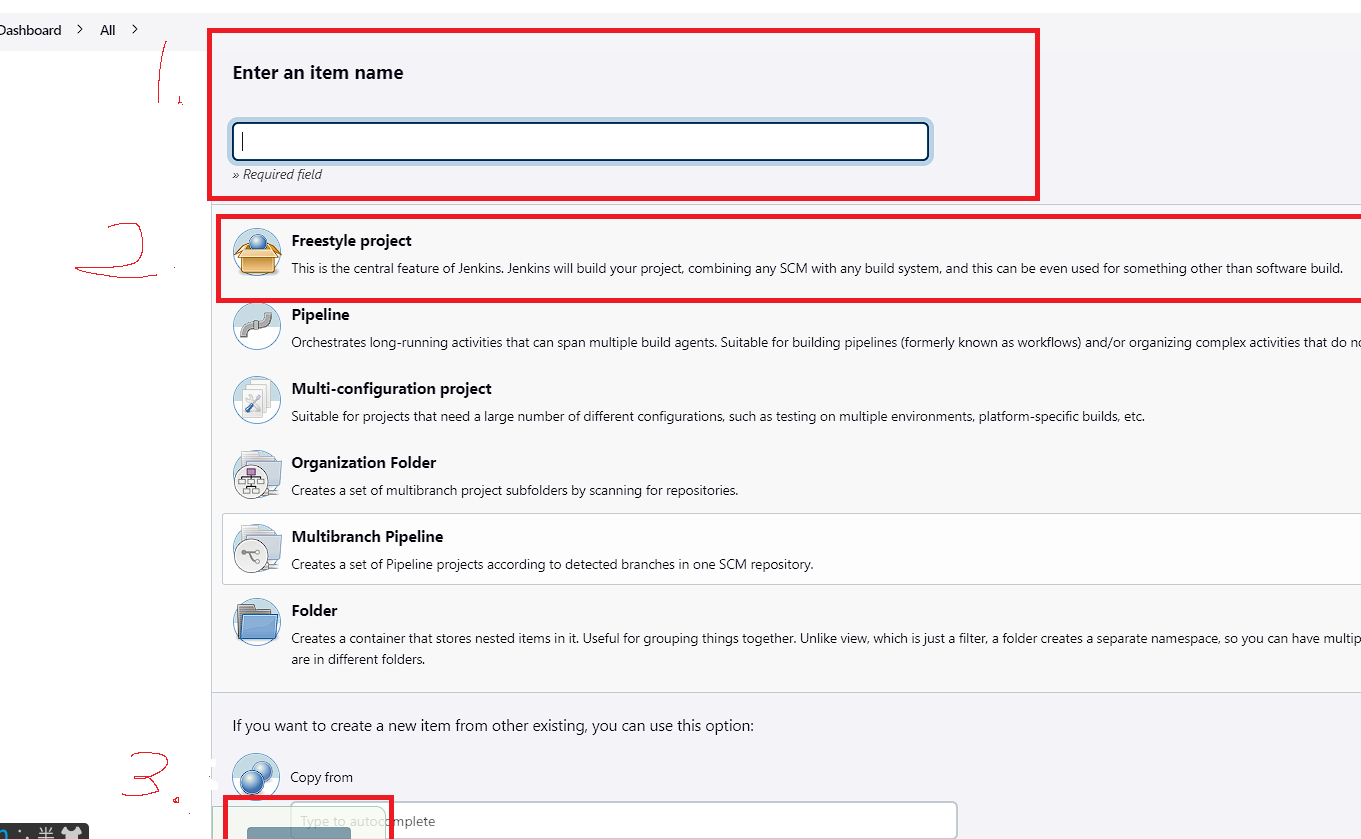 Dashboard > All >
1.
Enter an item name
» Required field
2.
Freestyle project
This is the central feature of Jenkins. Jenkins will build your project, combining any SCM with any build system, and this can be even used for something other than software build.
Pipeline
Orchestrates long-running activities that can span multiple build agents. Suitable for building pipelines (formerly known as workflows) and/or organizing complex activities that do
Multi-configuration project
Suitable for projects that need a large number of different configurations, such as testing on multiple environments, platform-specific builds, etc.
Organization Folder
Creates a set of multibranch project subfolders by scanning for repositories.
Multibranch Pipeline
Creates a set of Pipeline projects according to detected branches in one SCM repository.
Folder
Creates a container that stores nested items in it. Useful for grouping things together. Unlike view, which is just a filter, a folder creates a separate namespace, so you can have
are in different folders.
If you want to create a new item from other existing, you can use this option:
3.
Copy from
Type to autocomplete
半